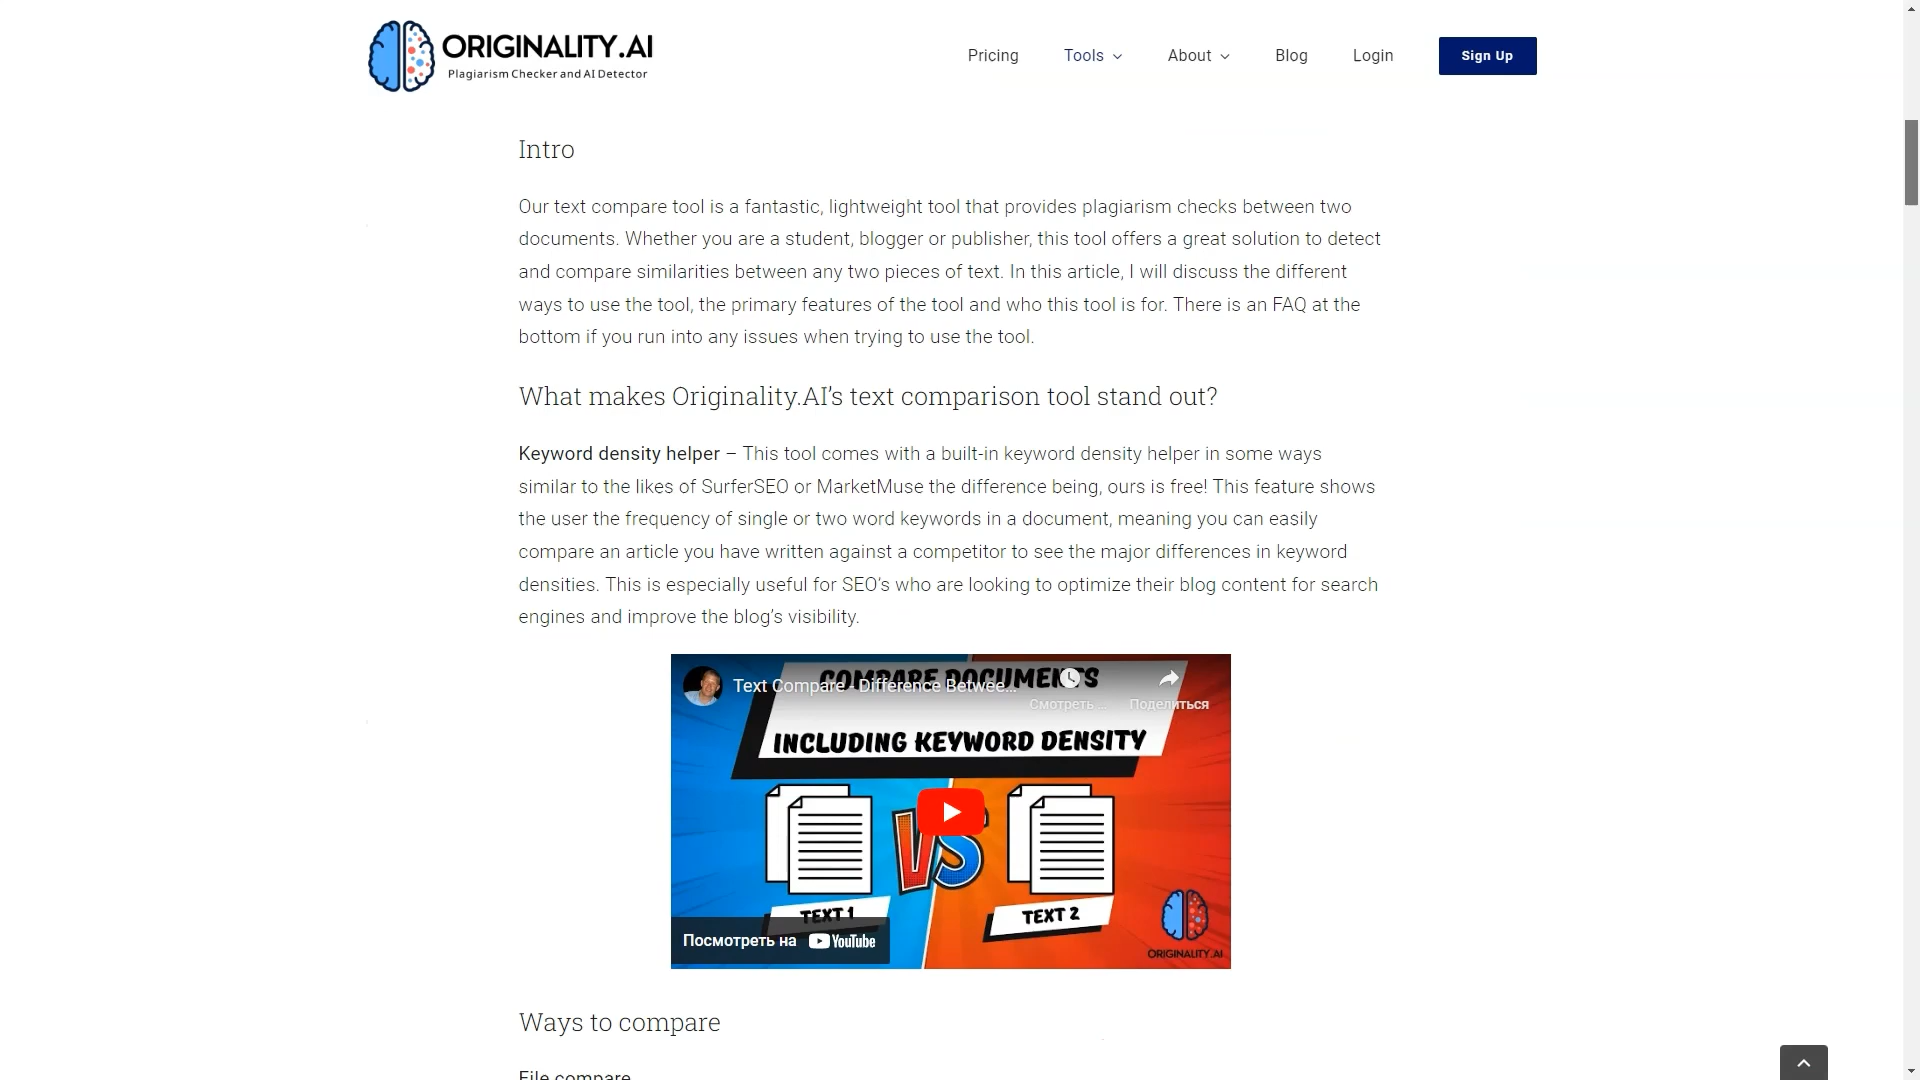 ORIGINALITY.AI
Plagiarism Checker and AI Detector
Pricing
Tools
About
Blog
Login
Sign Up
Intro
Our text compare tool is a fantastic, lightweight tool that provides plagiarism checks between two
documents. Whether you are a student, blogger or publisher, this tool offers a great solution to detect
and compare similarities between any two pieces of text. In this article, I will discuss the different
ways to use the tool, the primary features of the tool and who this tool is for. There is an FAQ at the
bottom if you run into any issues when trying to use the tool.
What makes Originality.AI’s text comparison tool stand out?
Keyword density helper – This tool comes with a built-in keyword density helper in some ways
similar to the likes of SurferSEO or MarketMuse the difference being, ours is free! This feature shows
the user the frequency of single or two word keywords in a document, meaning you can easily
compare an article you have written against a competitor to see the major differences in keyword
densities. This is especially useful for SEO’s who are looking to optimize their blog content for search
engines and improve the blog’s visibility.
COMPARE DOCUMENTS
Text Compare - Difference Betwee...
Смотреть ...
Поделиться
INCLUDING KEYWORD DENSITY
VS
TEXT 1
TEXT 2
Посмотреть на YouTube
ORIGINALITY.AI
Ways to compare
File compare